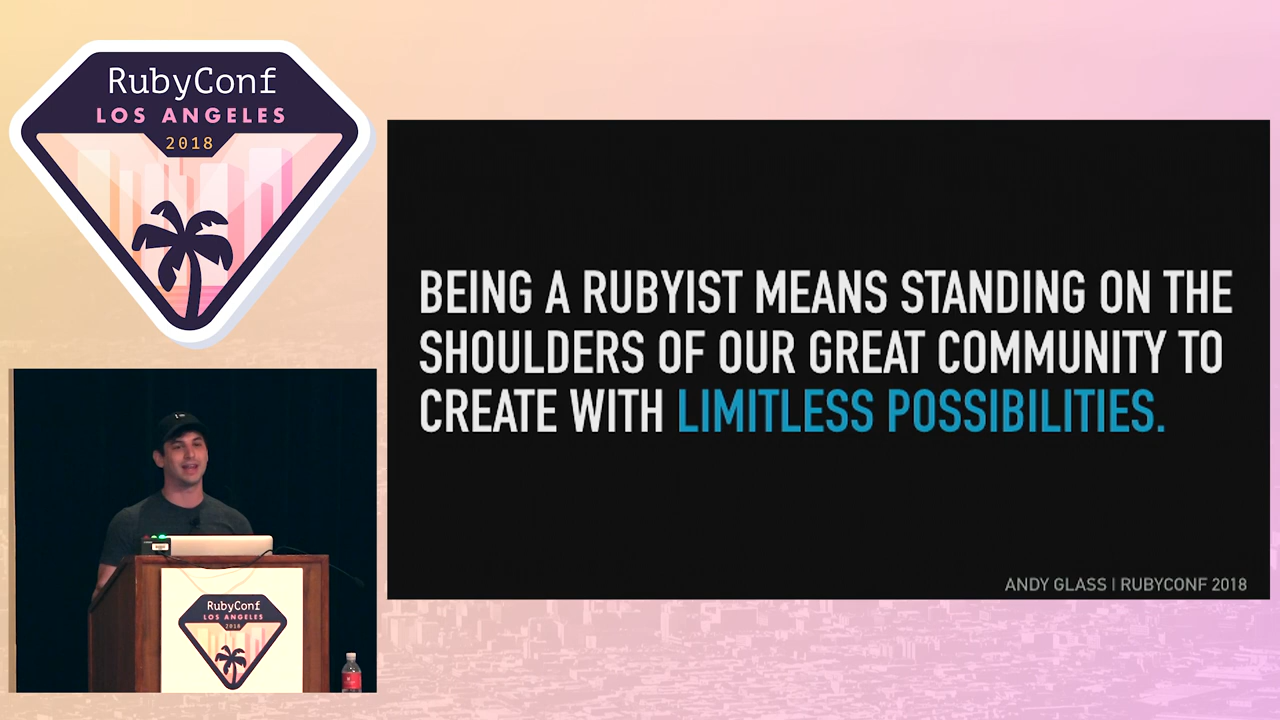 RubyConf
LOS ANGELES
2018
BEING A RUBYIST MEANS STANDING ON THE
SHOULDERS OF OUR GREAT COMMUNITY TO
CREATE WITH LIMITLESS POSSIBILITIES.
ANDY GLASS | RUBYCONF 2018
RubyConf
LOS ANGELES
2018